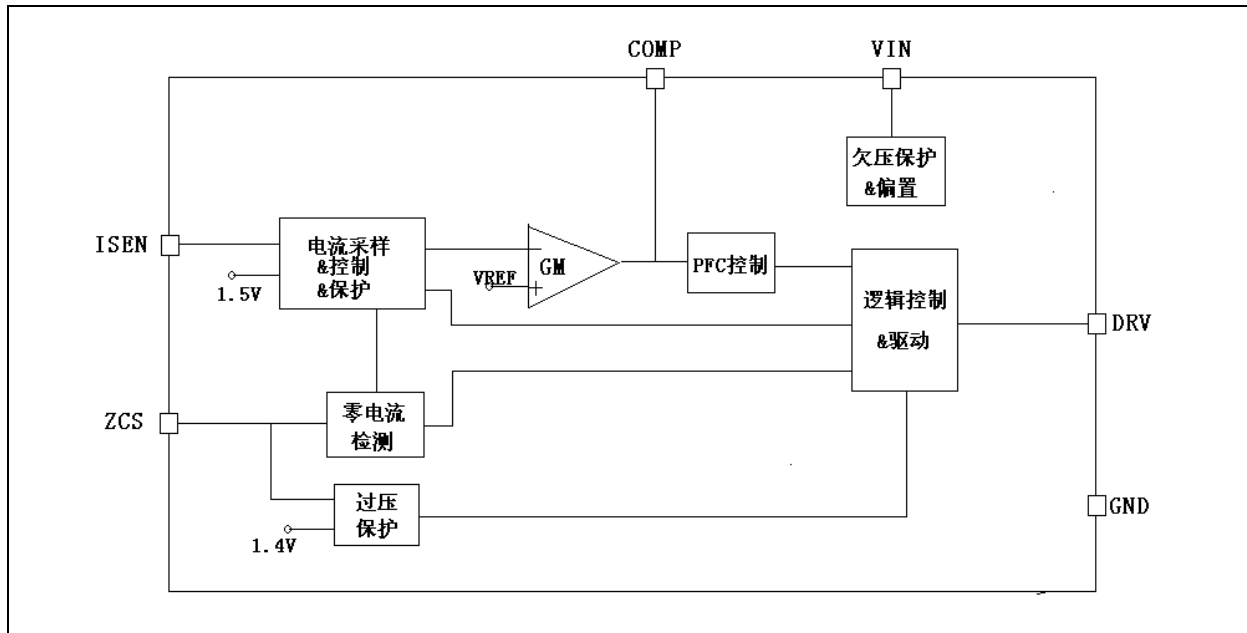 COMP
VIN
欠压保护
&偏置
ISEN
电流采样
&控制
&保护
1.5V
GM
VREF
PFC控制
逻辑控制
&驱动
DRV
ZCS
零电流
检测
过压
保护
1.4V
GND